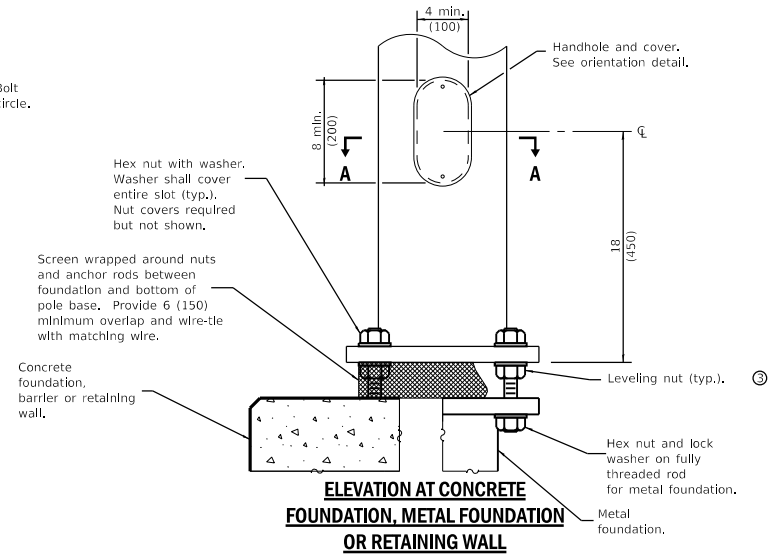 4 min.
(100)
Handhole and cover.
See orientation detail.
Bolt
circle.
8 min.
(200)
℄
A
A
Hex nut with washer.
Washer shall cover
entire slot (typ.).
Nut covers required
but not shown.
18
(450)
Screen wrapped around nuts
and anchor rods between
foundation and bottom of
pole base. Provide 6 (150)
minimum overlap and wire-tie
with matching wire.
Concrete
foundation,
barrier or retaining
wall.
Leveling nut (typ.).
③
Hex nut and lock
washer on fully
threaded rod
for metal foundation.
Metal
foundation.
ELEVATION AT CONCRETE
FOUNDATION, METAL FOUNDATION
OR RETAINING WALL